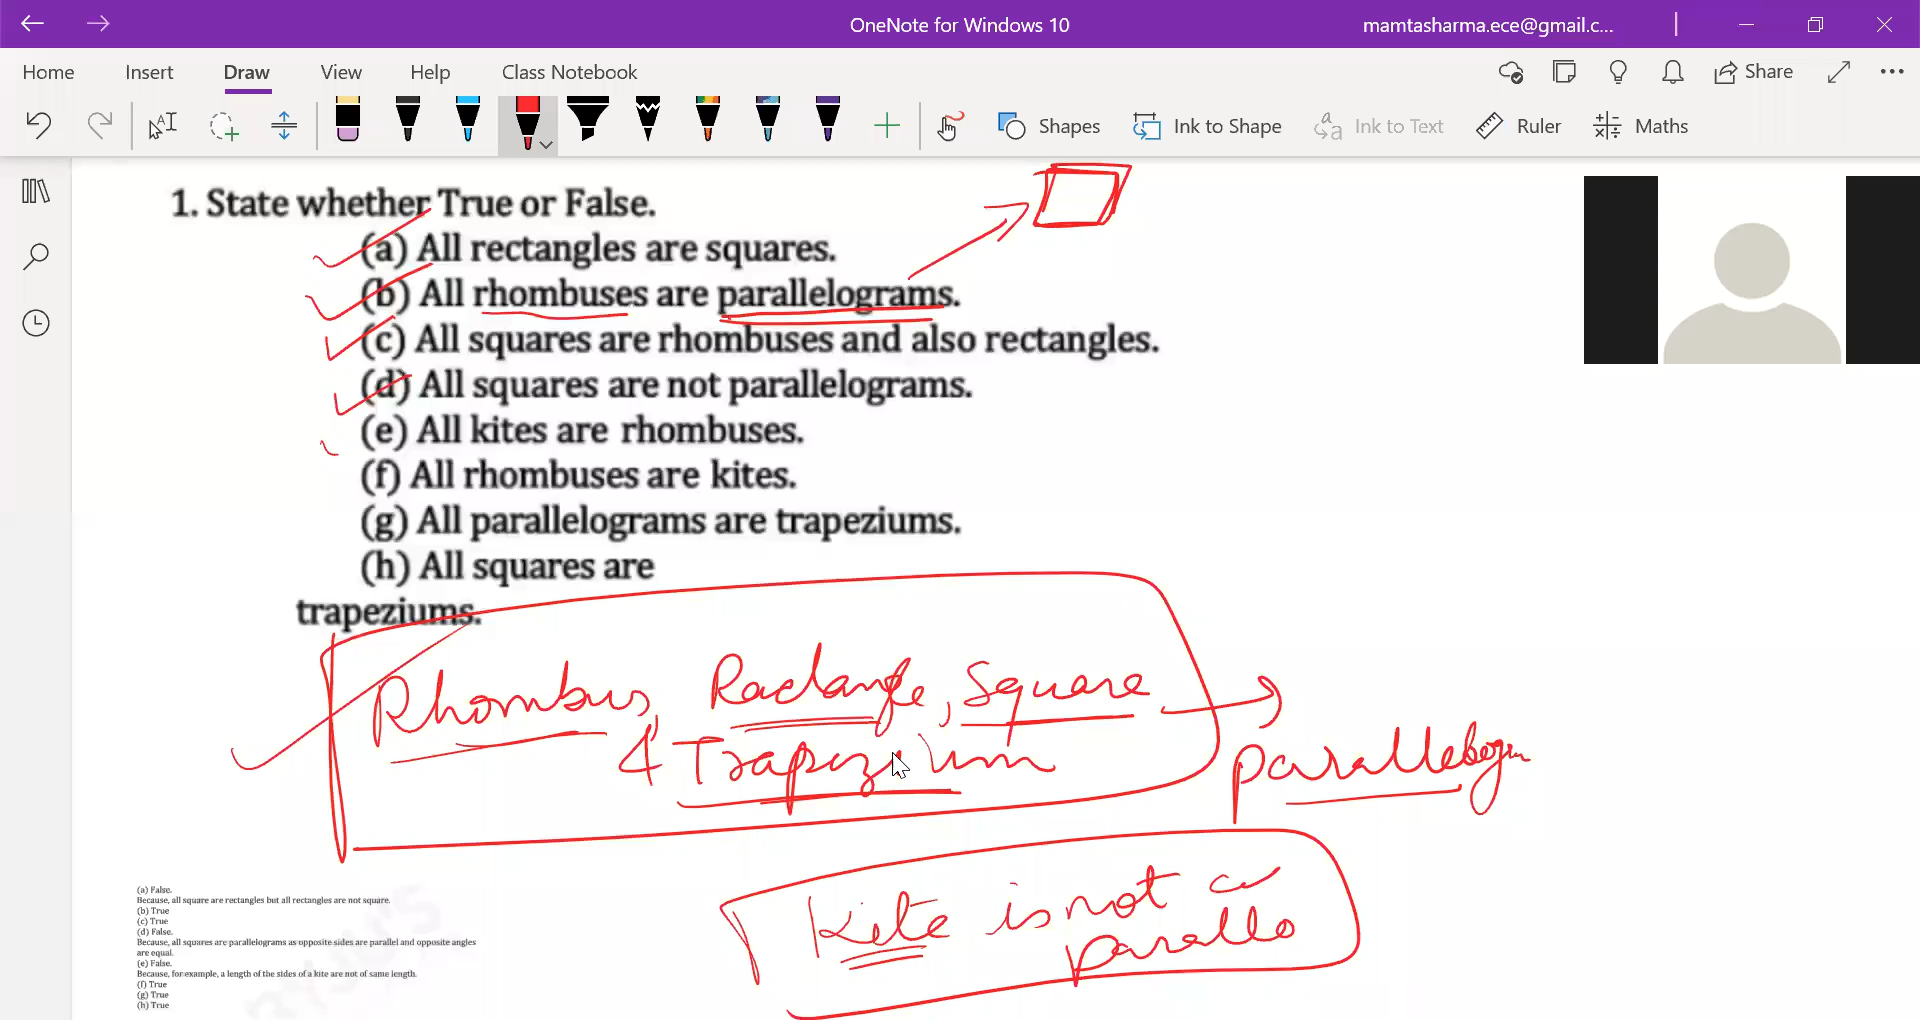 OneNote for Windows 10
mamtasharma.ece@gmail.c...
Home Insert Draw View Help Class Notebook Share
Shapes Ink to Shape Ink to Text Ruler Maths
1. State whether True or False.
(a) All rectangles are squares.
(b) All rhombuses are parallelograms.
(c) All squares are rhombuses and also rectangles.
(d) All squares are not parallelograms.
(e) All kites are rhombuses.
(f) All rhombuses are kites.
(g) All parallelograms are trapeziums.
(h) All squares are
trapeziums.
Rhombus, Raclangle, Square
& Trapezium
Kite is not a
parallo
(a) False.
Because, all square are rectangles but all rectangles are not square.
(b) True
(c) True
(d) False.
Because, all squares are parallelograms as opposite sides are parallel and opposite angles
are equal.
(e) False.
Because, for example, a length of the sides of a kite are not of same length.
(f) True
(g) True
(h) True